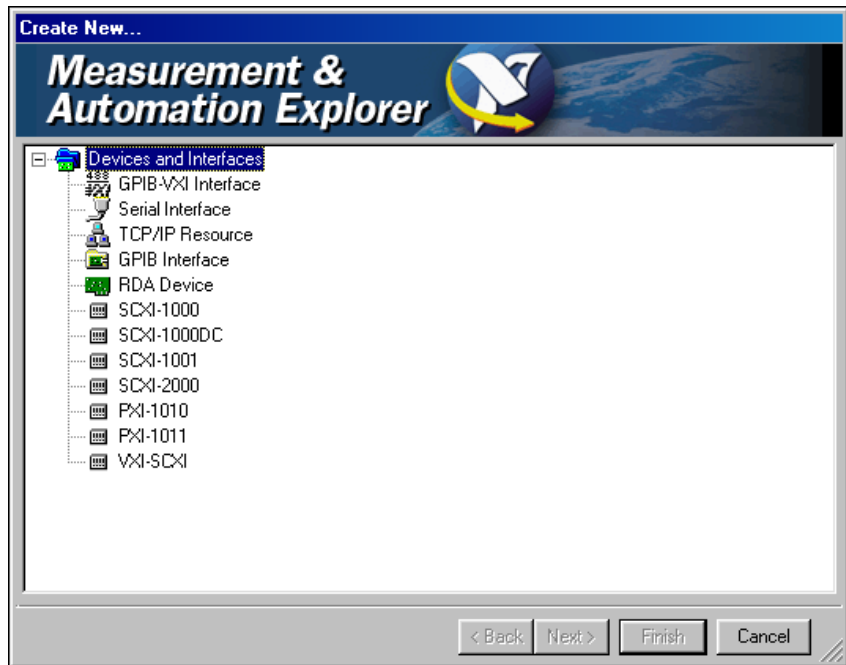 Create New...
Measurement &
Automation Explorer
Devices and Interfaces
488
GPIB-VXI Interface
Serial Interface
TCP/IP Resource
GPIB Interface
RDA Device
SCXI-1000
SCXI-1000DC
SCXI-1001
SCXI-2000
PXI-1010
PXI-1011
VXI-SCXI
< Back Next > Finish Cancel